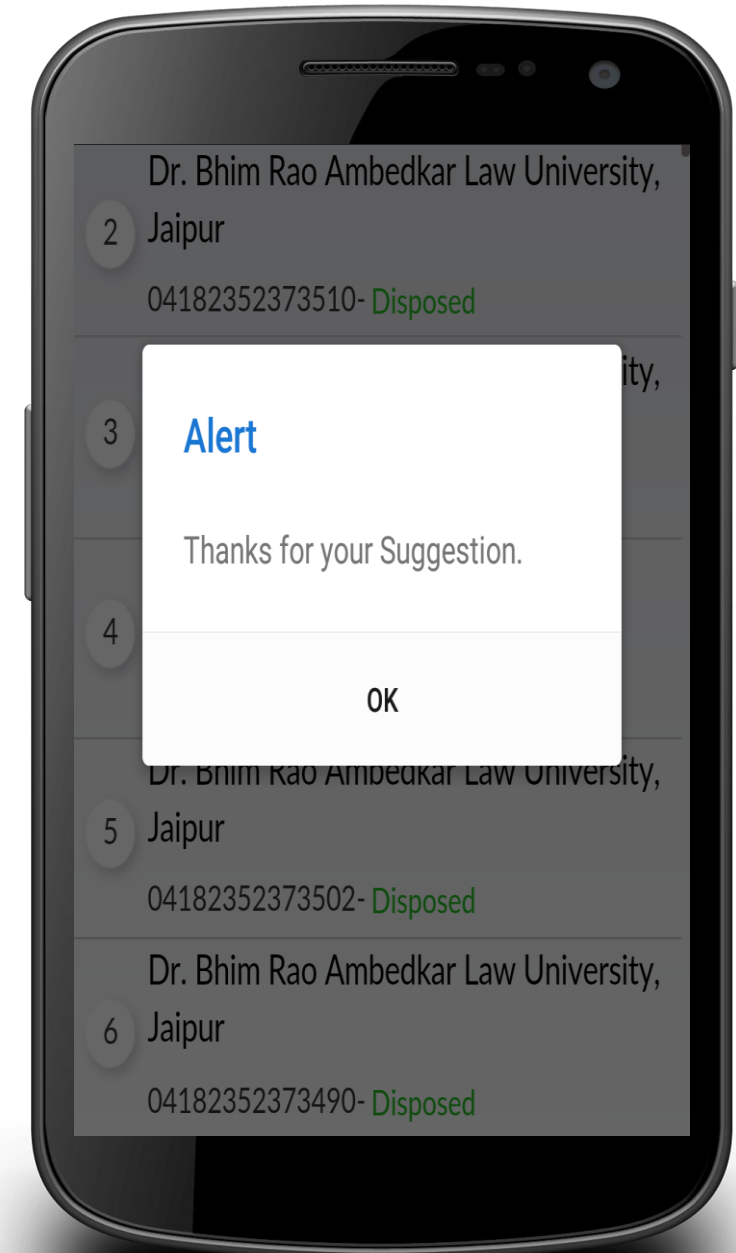 Dr. Bhim Rao Ambedkar Law University,
2
Jaipur
04182352373510- Disposed
ity,
3
Alert
Thanks for your Suggestion.
4
OK
Dr. Bhim Rao Ambedkar Law University,
5
Jaipur
04182352373502- Disposed
Dr. Bhim Rao Ambedkar Law University,
6
Jaipur
04182352373490- Disposed